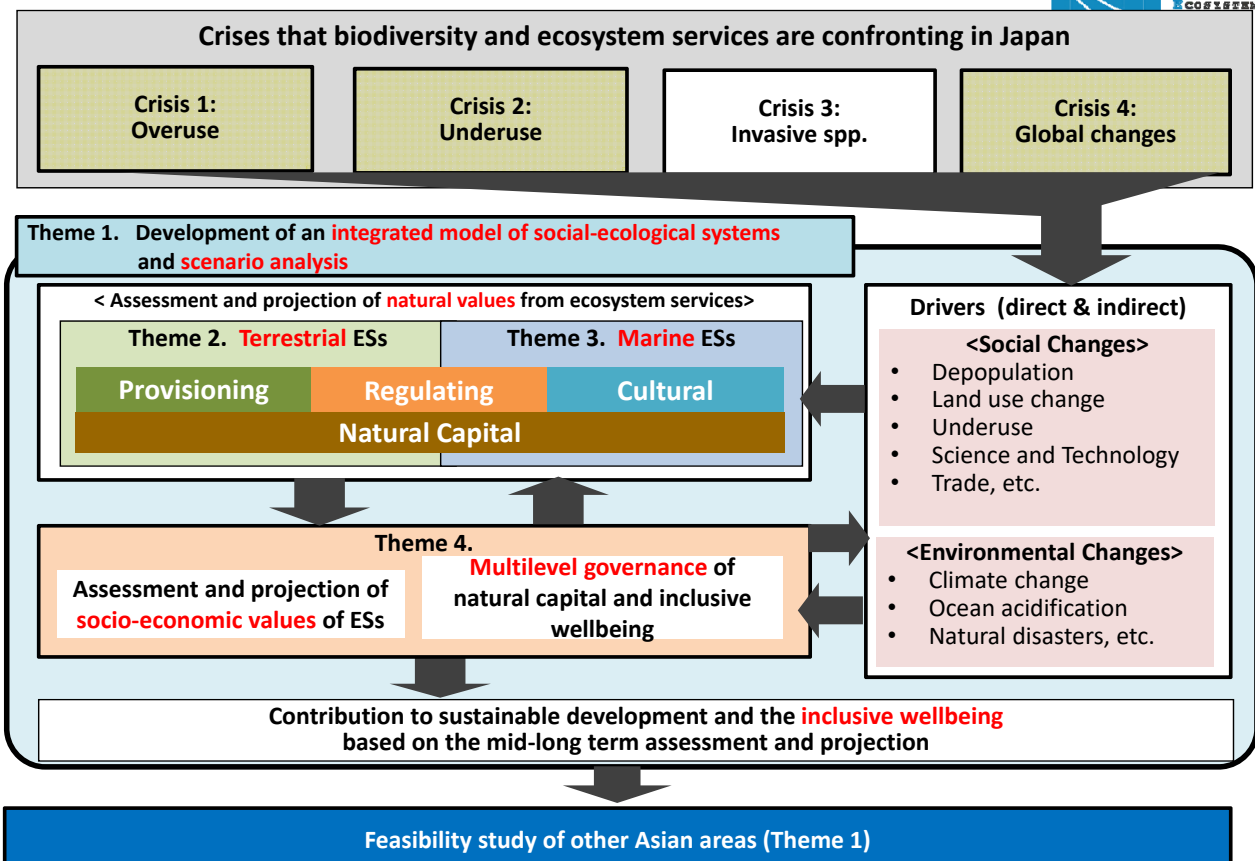 ECOSYSTEM
Crises that biodiversity and ecosystem services are confronting in Japan
Crisis 1:
Overuse
Crisis 2:
Underuse
Crisis 3:
Invasive spp.
Crisis 4:
Global changes
Theme 1. Development of an integrated model of social-ecological systems
and scenario analysis
< Assessment and projection of natural values from ecosystem services>
Theme 2. Terrestrial ESs
Theme 3. Marine ESs
Provisioning
Regulating
Cultural
Natural Capital
Drivers (direct & indirect)
<Social Changes>
• Depopulation
• Land use change
• Underuse
• Science and Technology
• Trade, etc.
<Environmental Changes>
• Climate change
• Ocean acidification
• Natural disasters, etc.
Theme 4.
Assessment and projection of
socio-economic values of ESs
Multilevel governance of
natural capital and inclusive
wellbeing
Contribution to sustainable development and the inclusive wellbeing
based on the mid-long term assessment and projection
Feasibility study of other Asian areas (Theme 1)